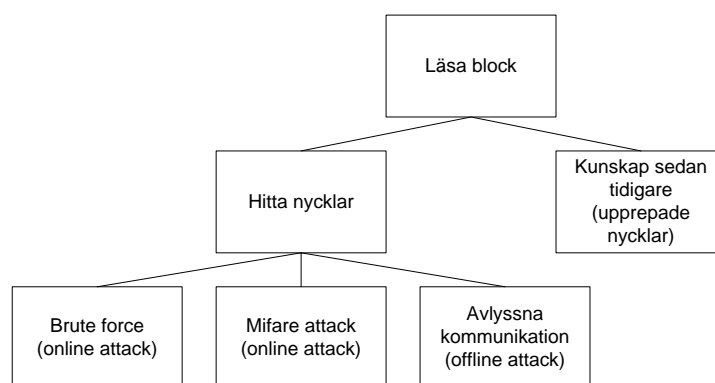 Läsa block
Hitta nycklar
Kunskap sedan
tidigare
(upprepade
nycklar)
Brute force
(online attack)
Mifare attack
(online attack)
Avlyssna
kommunikation
(offline attack)